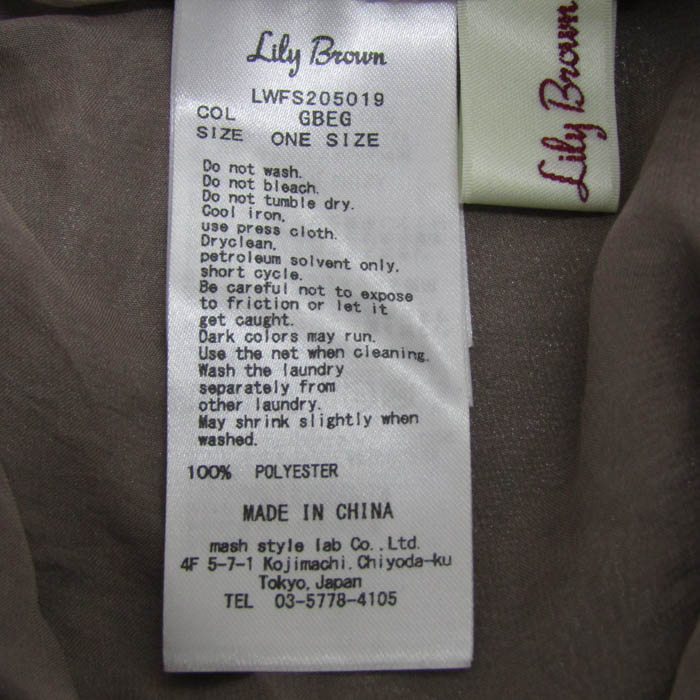 Lily Brown
LWFS205019
COL GBEG
SIZE ONE SIZE
Do not wash.
Do not bleach.
Do not tumble dry.
Cool iron,
use press cloth.
Dryclean,
petroleum solvent only,
short cycle.
Be careful not to expose
to friction or let it
get caught.
Dark colors may run.
Use the net when cleaning.
Wash the laundry
separately from
other laundry.
May shrink slightly when
washed.
100% POLYESTER
MADE IN CHINA
mash style lab Co.,Ltd.
4F 5-7-1 Kojimachi, Chiyoda-ku
Tokyo, Japan
TEL 03-5778-4105
Lily Brown